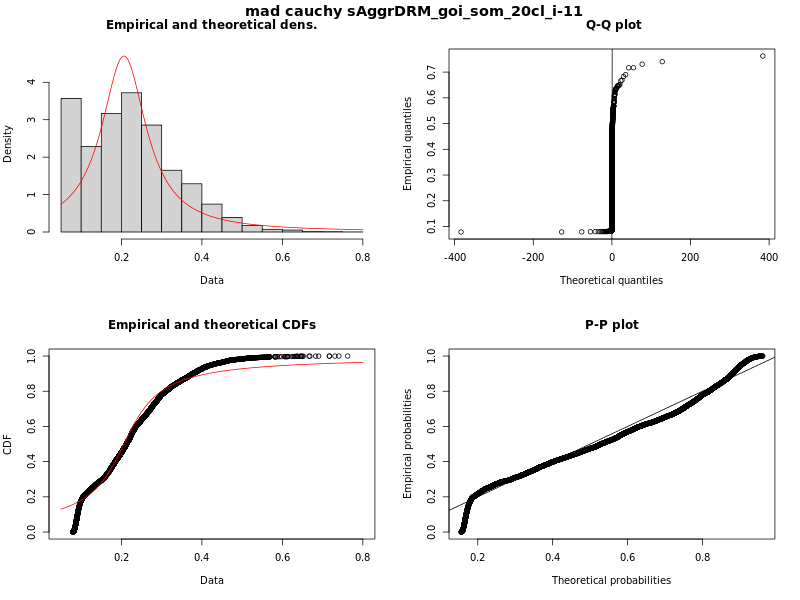 mad cauchy sAggrDRM_goi_som_20cl_i-11
Empirical and theoretical dens.
Density
0 1 2 3 4
0.2 0.4 0.6 0.8
Data
Q-Q plot
Empirical quantiles
0.1 0.2 0.3 0.4 0.5 0.6 0.7
-400 -200 0 200 400
Theoretical quantiles
Empirical and theoretical CDFs
CDF
0.0 0.2 0.4 0.6 0.8 1.0
0.2 0.4 0.6 0.8
Data
P-P plot
Empirical probabilities
0.0 0.2 0.4 0.6 0.8 1.0
0.2 0.4 0.6 0.8
Theoretical probabilities